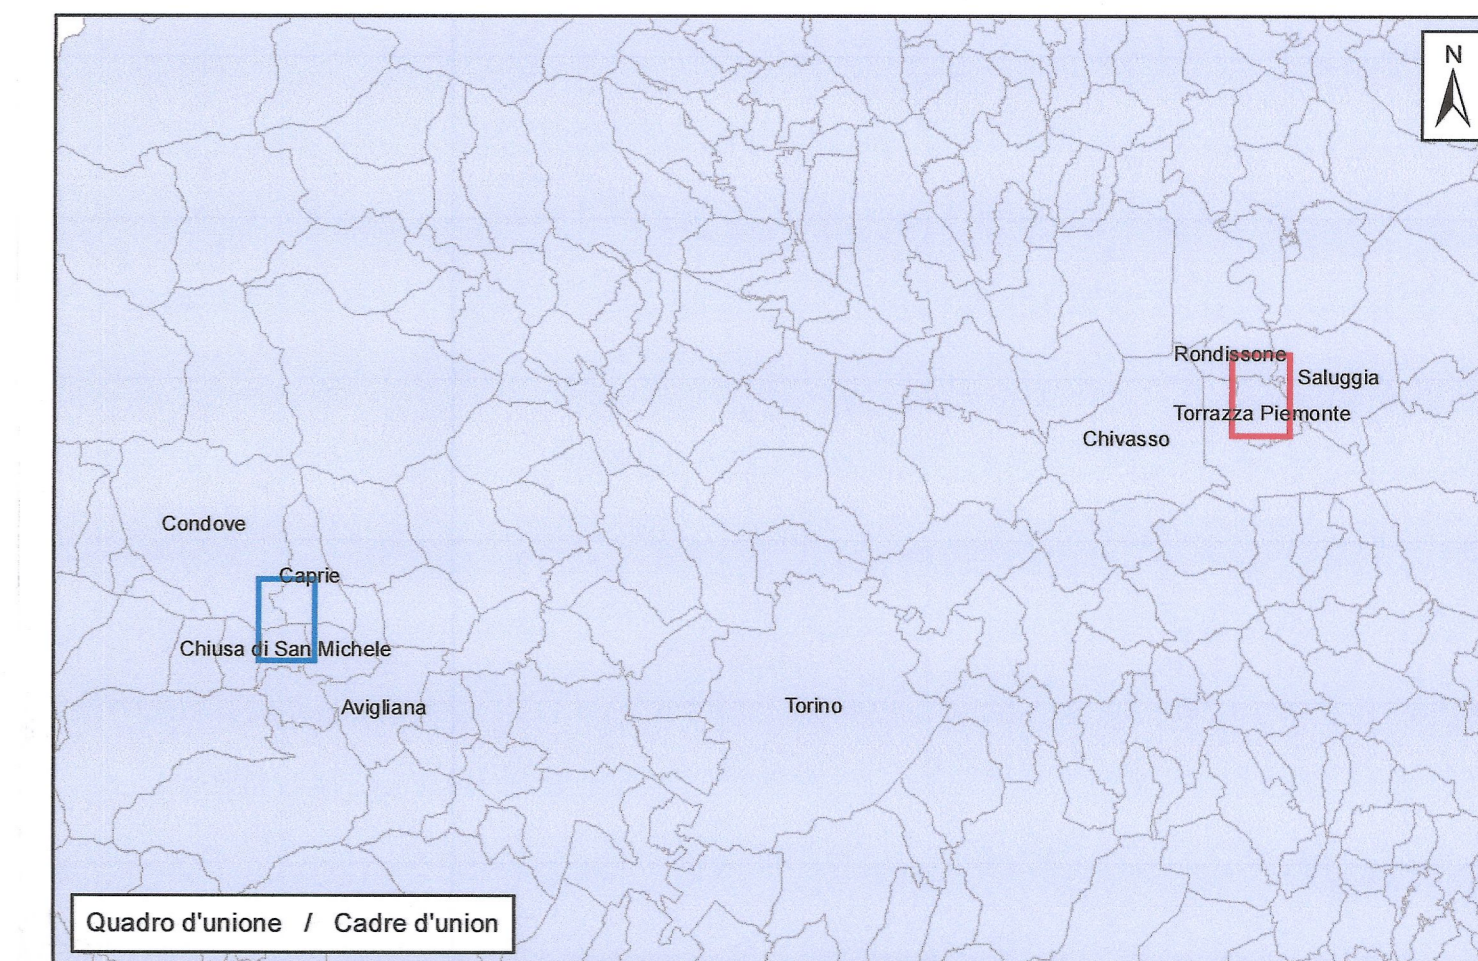 N
Rondissone
Saluggia
Torrazza Piemonte
Chivasso
Condove
Caprie
Chiusa di San Michele
Avigliana
Torino
Quadro d'unione / Cadre d'union